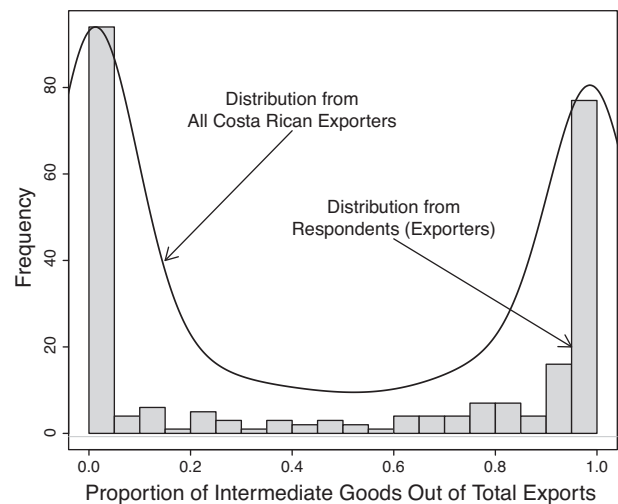 Distribution from
All Costa Rican Exporters
Distribution from
Respondents (Exporters)
Frequency
80
60
40
20
0
0.0 0.2 0.4 0.6 0.8 1.0
Proportion of Intermediate Goods Out of Total Exports